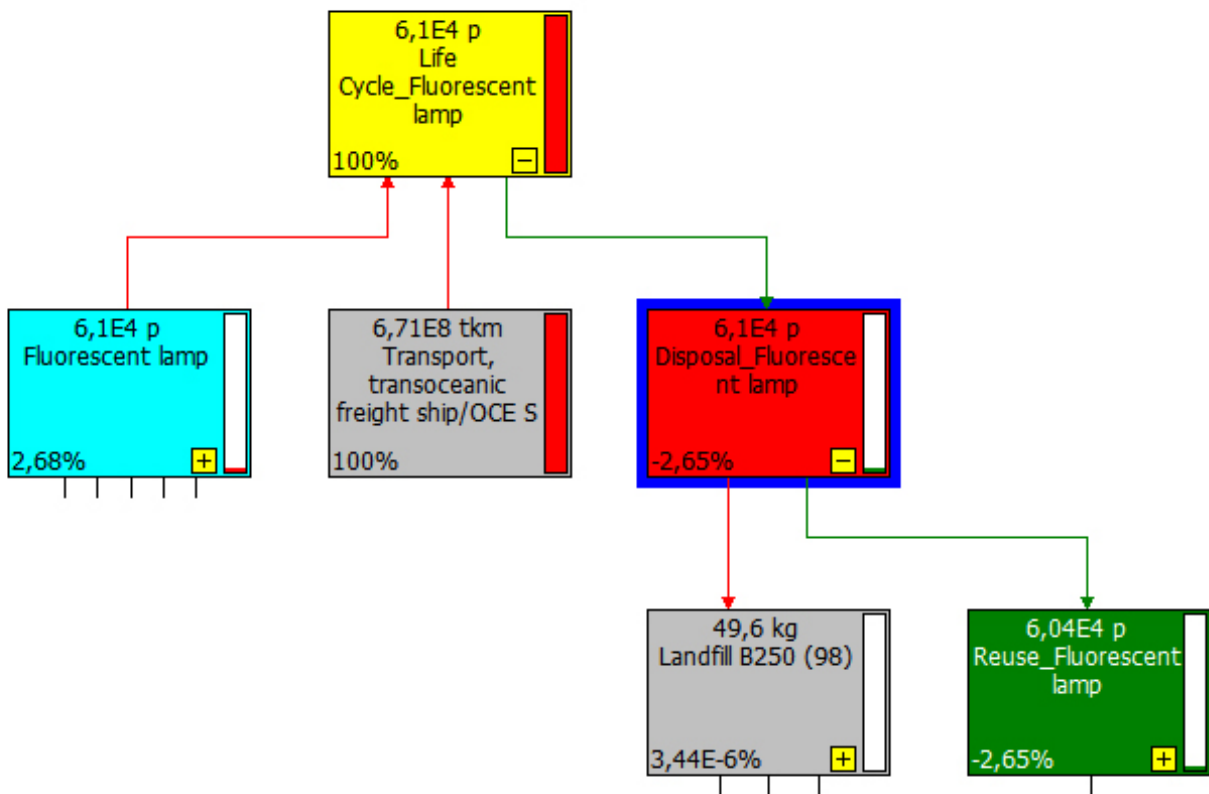 6,1E4 p
Life
Cycle_Fluorescent
lamp
100%
6,1E4 p
Fluorescent lamp
2,68%
6,71E8 tkm
Transport,
transoceanic
freight ship/OCE S
100%
6,1E4 p
Disposal_Fluoresce
nt lamp
-2,65%
49,6 kg
Landfill B250 (98)
3,44E-6%
6,04E4 p
Reuse_Fluorescent
lamp
-2,65%